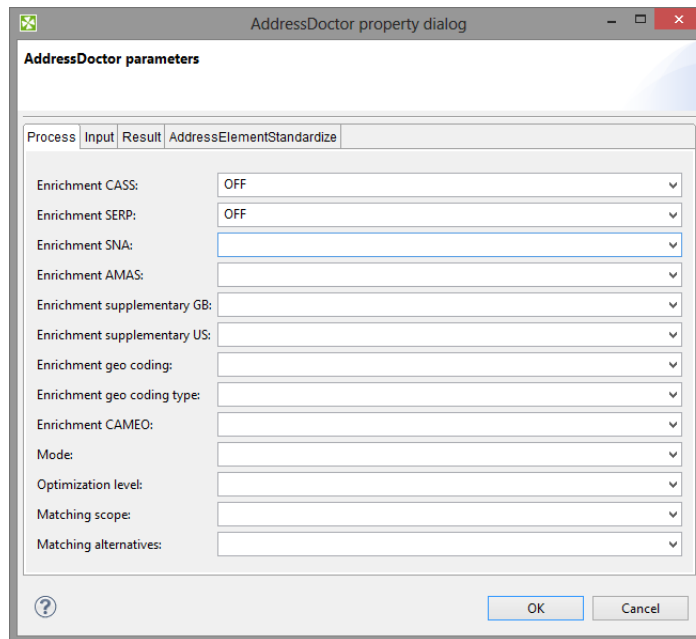 AddressDoctor property dialog
AddressDoctor parameters
Process Input Result AddressElementStandardize
Enrichment CASS: OFF
Enrichment SERP: OFF
Enrichment SNA:
Enrichment AMAS:
Enrichment supplementary GB:
Enrichment supplementary US:
Enrichment geo coding:
Enrichment geo coding type:
Enrichment CAMEO:
Mode:
Optimization level:
Matching scope:
Matching alternatives:
? OK Cancel